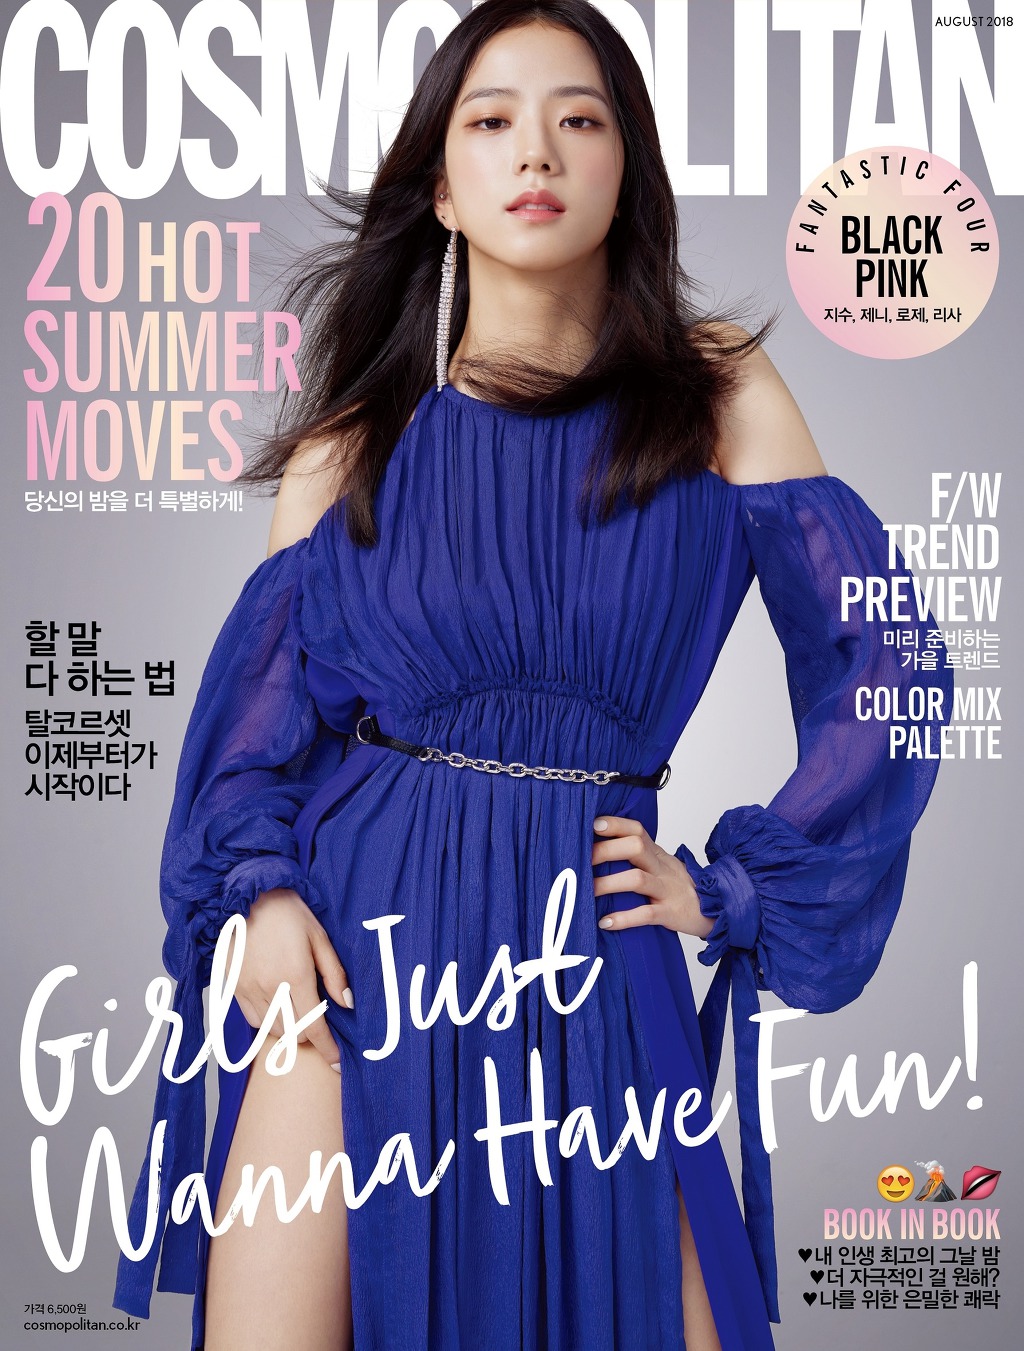 COSMOPOLITAN
AUGUST 2018
FANTASTIC FOUR
BLACK
PINK
지수, 제니, 로제, 리사
20 HOT
SUMMER
MOVES
당신의 밤을 더 특별하게!
F/W
TREND
PREVIEW
미리 준비하는
가을 트렌드
COLOR MIX
PALETTE
할 말
다 하는 법
탈코르셋
이제부터가
시작이다
Girls Just
Wanna Have Fun!
BOOK IN BOOK
♥내 인생 최고의 그날 밤
♥더 자극적인 걸 원해?
♥나를 위한 은밀한 쾌락
가격 6,500원
cosmopolitan.co.kr